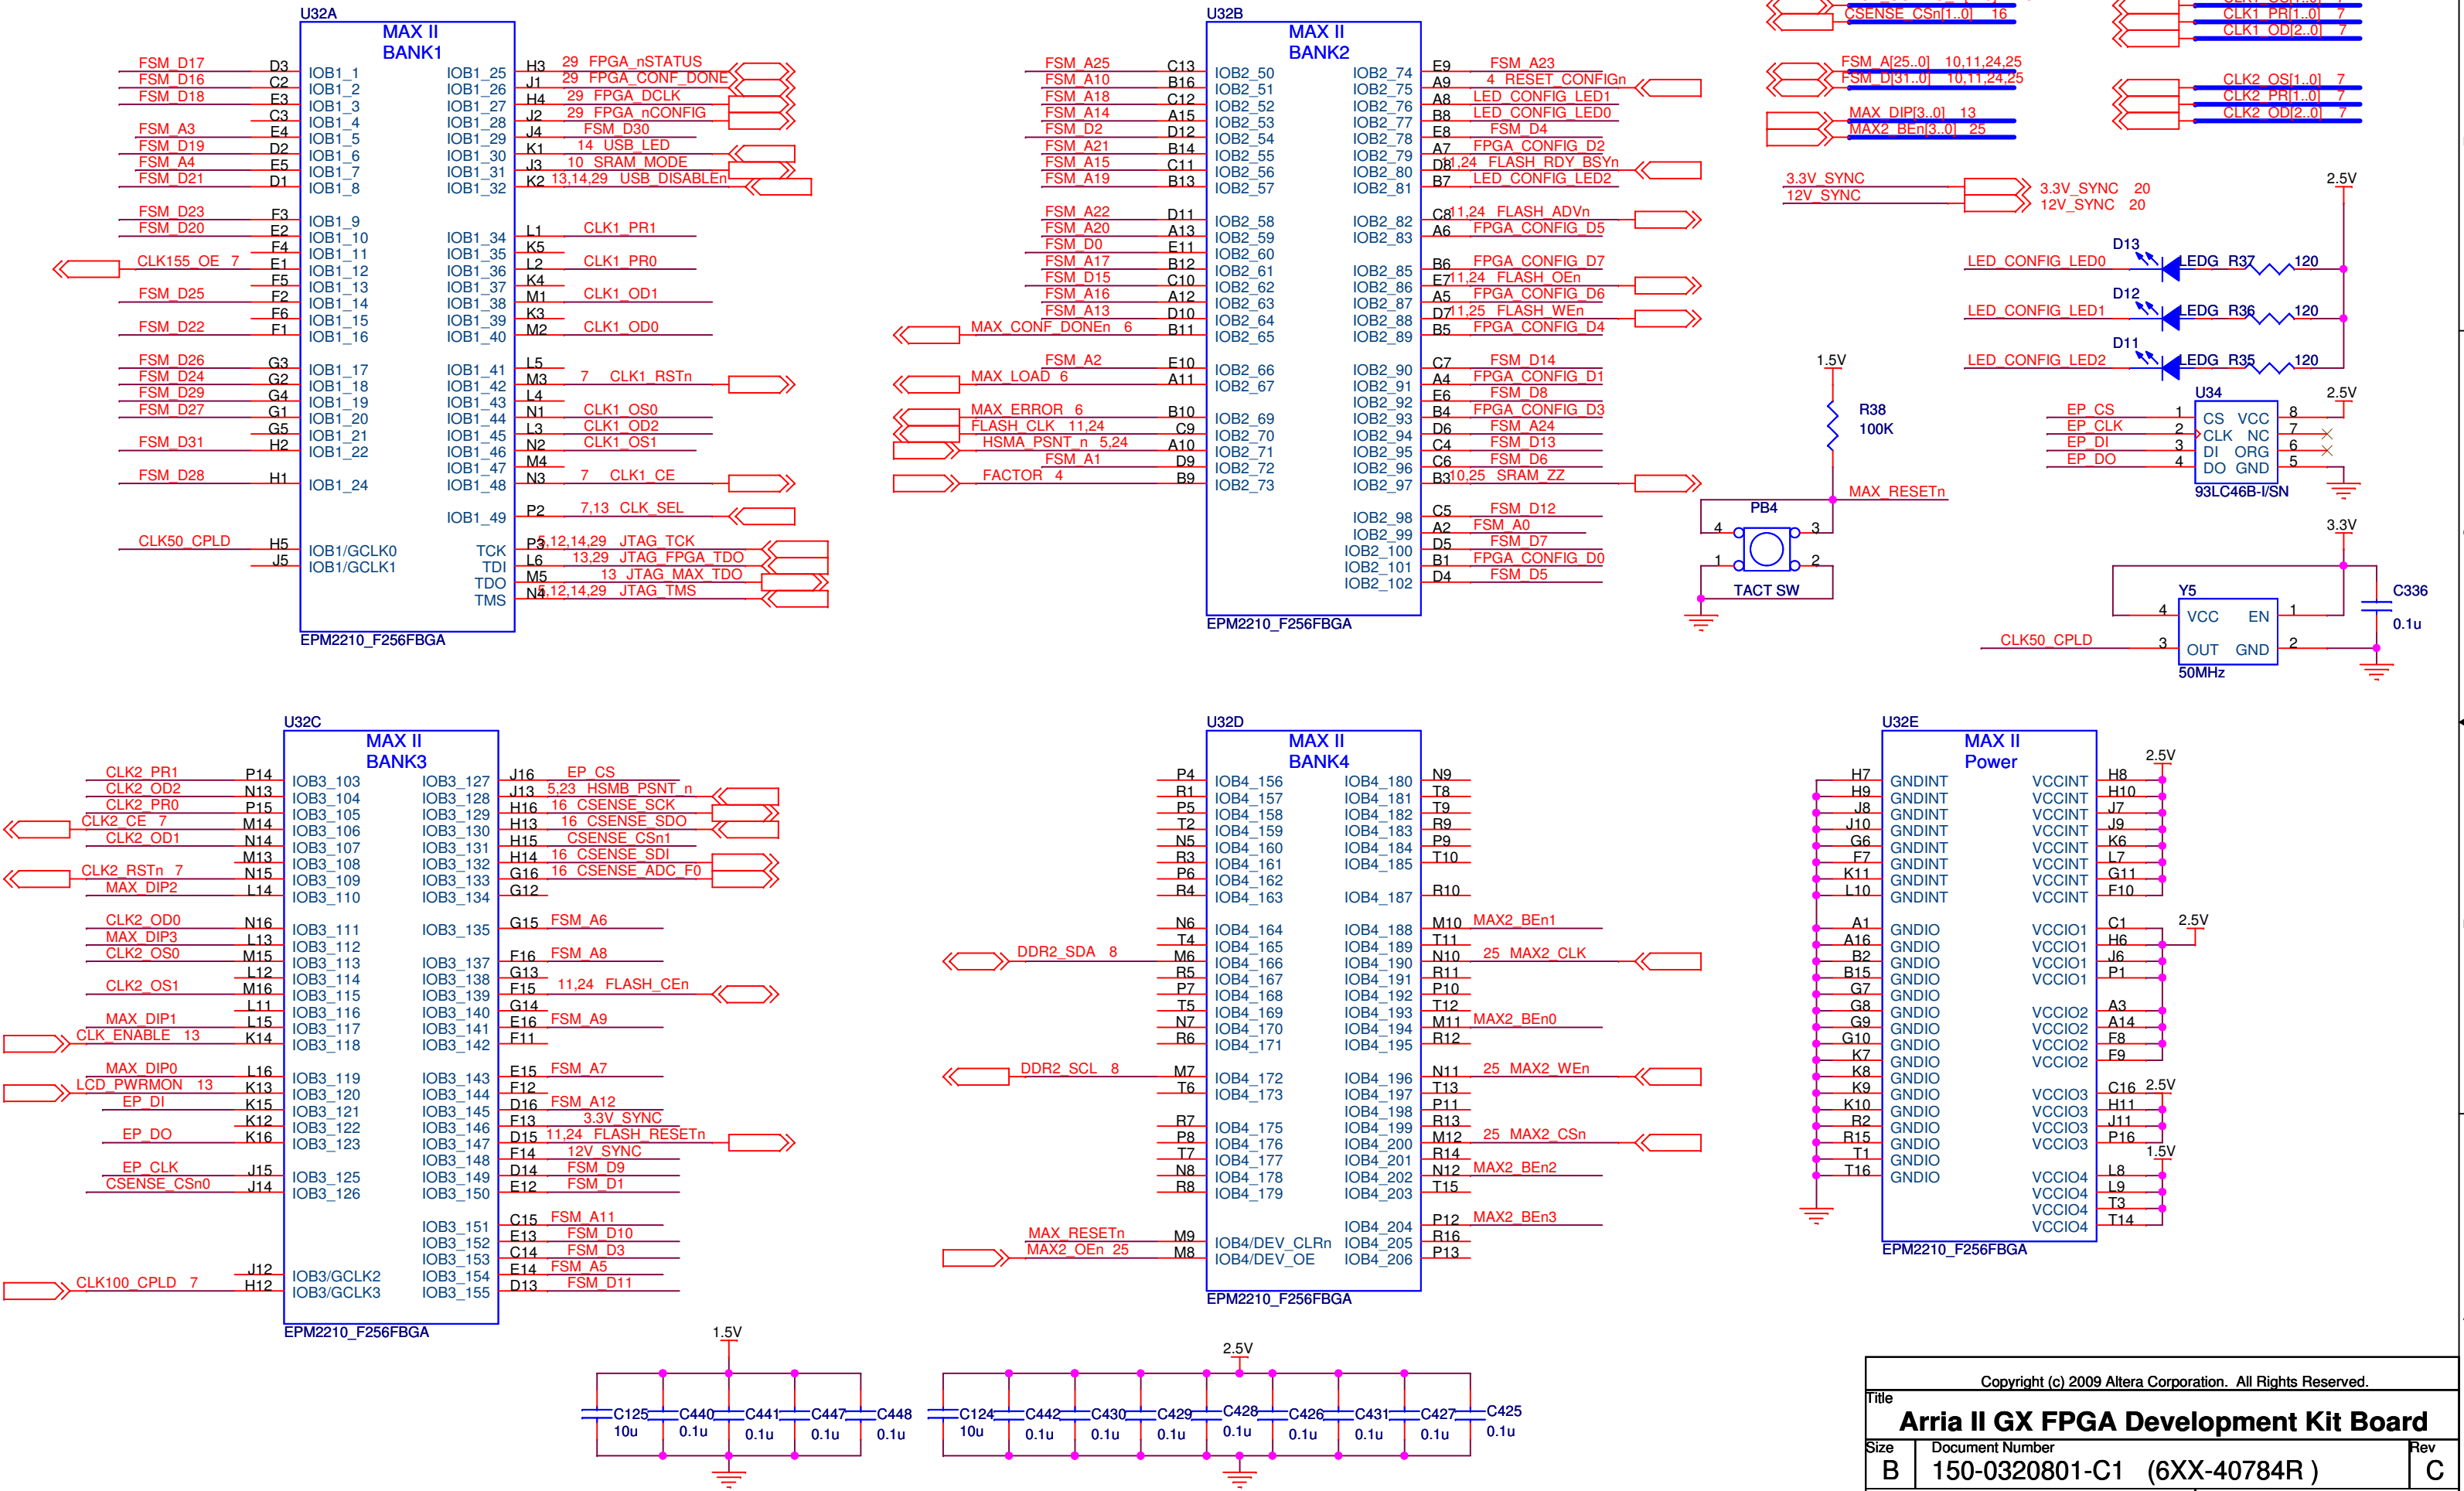 U32A
MAX II
BANK1
FSM_D17 D3 IOB1_1
FSM_D16 C2 IOB1_2
FSM_D18 E3 IOB1_3
C3 IOB1_4
FSM_A3 E4 IOB1_5
FSM_D19 D2 IOB1_6
FSM_A4 E5 IOB1_7
FSM_D21 D1 IOB1_8
FSM_D23 F3 IOB1_9
FSM_D20 E2 IOB1_10
F4 IOB1_11
CLK155_OE 7 E1 IOB1_12
F5 IOB1_13
FSM_D25 F2 IOB1_14
F6 IOB1_15
FSM_D22 F1 IOB1_16
FSM_D26 G3 IOB1_17
FSM_D24 G2 IOB1_18
FSM_D29 G4 IOB1_19
FSM_D27 G1 IOB1_20
G5 IOB1_21
FSM_D31 H2 IOB1_22
FSM_D28 H1 IOB1_24
CLK50_CPLD H5 IOB1/GCLK0
J5 IOB1/GCLK1
IOB1_25 H3 29 FPGA_nSTATUS
IOB1_26 J1 29 FPGA_CONF_DONE
IOB1_27 H4 29 FPGA_DCLK
IOB1_28 J2 29 FPGA_nCONFIG
IOB1_29 J4 FSM_D30
IOB1_30 K1 14 USB_LED
IOB1_31 J3 10 SRAM_MODE
IOB1_32 K2 13,14,29 USB_DISABLEn
IOB1_34 L1 CLK1_PR1
IOB1_35 K5
IOB1_36 L2 CLK1_PR0
IOB1_37 K4
IOB1_38 M1 CLK1_OD1
IOB1_39 K3
IOB1_40 M2 CLK1_OD0
IOB1_41 L5
IOB1_42 M3 7 CLK1_RSTn
IOB1_43 L4
IOB1_44 N1 CLK1_OS0
IOB1_45 L3 CLK1_OD2
IOB1_46 N2 CLK1_OS1
IOB1_47 M4
IOB1_48 N3 7 CLK1_CE
IOB1_49 P2 7,13 CLK_SEL
TCK P3 5,12,14,29 JTAG_TCK
TDI L6 13,29 JTAG_FPGA_TDO
TDO M5 13 JTAG_MAX_TDO
TMS N4 5,12,14,29 JTAG_TMS
EPM2210_F256FBGA
U32B
MAX II
BANK2
FSM_A25 C13 IOB2_50
FSM_A10 B16 IOB2_51
FSM_A18 C12 IOB2_52
FSM_A14 A15 IOB2_53
FSM_D2 D12 IOB2_54
FSM_A21 B14 IOB2_55
FSM_A15 C11 IOB2_56
FSM_A19 B13 IOB2_57
FSM_A22 D11 IOB2_58
FSM_A20 A13 IOB2_59
FSM_D0 E11 IOB2_60
FSM_A17 B12 IOB2_61
FSM_D15 C10 IOB2_62
FSM_A16 A12 IOB2_63
FSM_A13 D10 IOB2_64
MAX_CONF_DONEn 6 B11 IOB2_65
FSM_A2 E10 IOB2_66
MAX_LOAD 6 A11 IOB2_67
MAX_ERROR 6 B10 IOB2_69
FLASH_CLK 11,24 C9 IOB2_70
HSMA_PSNT_n 5,24 A10 IOB2_71
FSM_A1 D9 IOB2_72
FACTOR 4 B9 IOB2_73
IOB2_74 E9 FSM_A23
IOB2_75 A9 4 RESET_CONFIGn
IOB2_76 A8 LED_CONFIG_LED1
IOB2_77 B8 LED_CONFIG_LED0
IOB2_78 E8 FSM_D4
IOB2_79 A7 FPGA_CONFIG_D2
IOB2_80 D8 11,24 FLASH_RDY_BSYn
IOB2_81 B7 LED_CONFIG_LED2
IOB2_82 C8 11,24 FLASH_ADVn
IOB2_83 A6 FPGA_CONFIG_D5
IOB2_85 B6 FPGA_CONFIG_D7
IOB2_86 E7 11,24 FLASH_OEn
IOB2_87 A5 FPGA_CONFIG_D6
IOB2_88 D7 11,25 FLASH_WEn
IOB2_89 B5 FPGA_CONFIG_D4
IOB2_90 C7 FSM_D14
IOB2_91 A4 FPGA_CONFIG_D1
IOB2_92 E6 FSM_D8
IOB2_93 B4 FPGA_CONFIG_D3
IOB2_94 D6 FSM_A24
IOB2_95 C4 FSM_D13
IOB2_96 C6 FSM_D6
IOB2_97 B3 10,25 SRAM_ZZ
IOB2_98 C5 FSM_D12
IOB2_99 A2 FSM_A0
IOB2_100 D5 FSM_D7
IOB2_101 B1 FPGA_CONFIG_D0
IOB2_102 D4 FSM_D5
EPM2210_F256FBGA
CSENSE_CSn[1..0] 16
FSM_A[25..0] 10,11,24,25
FSM_D[31..0] 10,11,24,25
MAX_DIP[3..0] 13
MAX2_BEn[3..0] 25
CLK1_PR[1..0] 7
CLK1_OD[2..0] 7
CLK2_OS[1..0] 7
CLK2_PR[1..0] 7
CLK2_OD[2..0] 7
3.3V_SYNC 3.3V_SYNC 20
12V_SYNC 12V_SYNC 20
2.5V
LED_CONFIG_LED0 D13 LEDG R37 120
LED_CONFIG_LED1 D12 LEDG R36 120
LED_CONFIG_LED2 D11 LEDG R35 120
1.5V
R38
100K
MAX_RESETn
PB4
4 3
1 2
TACT SW
U34
2.5V
EP_CS 1 CS VCC 8
EP_CLK 2 CLK NC 7
EP_DI 3 DI ORG 6
EP_DO 4 DO GND 5
93LC46B-I/SN
3.3V
Y5
4 VCC EN 1
CLK50_CPLD 3 OUT GND 2
50MHz
C336
0.1u
U32C
MAX II
BANK3
CLK2_PR1 P14 IOB3_103
CLK2_OD2 N13 IOB3_104
CLK2_PR0 P15 IOB3_105
CLK2_CE 7 M14 IOB3_106
CLK2_OD1 N14 IOB3_107
M13 IOB3_108
CLK2_RSTn 7 N15 IOB3_109
MAX_DIP2 L14 IOB3_110
CLK2_OD0 N16 IOB3_111
MAX_DIP3 L13 IOB3_112
CLK2_OS0 M15 IOB3_113
L12 IOB3_114
CLK2_OS1 M16 IOB3_115
L11 IOB3_116
MAX_DIP1 L15 IOB3_117
CLK_ENABLE 13 K14 IOB3_118
MAX_DIP0 L16 IOB3_119
LCD_PWRMON 13 K13 IOB3_120
EP_DI K15 IOB3_121
K12 IOB3_122
EP_DO K16 IOB3_123
EP_CLK J15 IOB3_125
CSENSE_CSn0 J14 IOB3_126
J12 IOB3/GCLK2
CLK100_CPLD 7 H12 IOB3/GCLK3
IOB3_127 J16 EP_CS
IOB3_128 J13 5,23 HSMB_PSNT_n
IOB3_129 H16 16 CSENSE_SCK
IOB3_130 H13 16 CSENSE_SDO
IOB3_131 H15 CSENSE_CSn1
IOB3_132 H14 16 CSENSE_SDI
IOB3_133 G16 16 CSENSE_ADC_F0
IOB3_134 G12
IOB3_135 G15 FSM_A6
IOB3_137 F16 FSM_A8
IOB3_138 G13
IOB3_139 F15 11,24 FLASH_CEn
IOB3_140 G14
IOB3_141 E16 FSM_A9
IOB3_142 F11
IOB3_143 E15 FSM_A7
IOB3_144 F12
IOB3_145 D16 FSM_A12
IOB3_146 F13 3.3V_SYNC
IOB3_147 D15 11,24 FLASH_RESETn
IOB3_148 F14 12V_SYNC
IOB3_149 D14 FSM_D9
IOB3_150 E12 FSM_D1
IOB3_151 C15 FSM_A11
IOB3_152 E13 FSM_D10
IOB3_153 C14 FSM_D3
IOB3_154 E14 FSM_A5
IOB3_155 D13 FSM_D11
EPM2210_F256FBGA
U32D
MAX II
BANK4
P4 IOB4_156
R1 IOB4_157
P5 IOB4_158
T2 IOB4_159
N5 IOB4_160
R3 IOB4_161
P6 IOB4_162
R4 IOB4_163
N6 IOB4_164
T4 IOB4_165
DDR2_SDA 8 M6 IOB4_166
R5 IOB4_167
P7 IOB4_168
T5 IOB4_169
N7 IOB4_170
R6 IOB4_171
DDR2_SCL 8 M7 IOB4_172
T6 IOB4_173
R7 IOB4_175
P8 IOB4_176
T7 IOB4_177
N8 IOB4_178
R8 IOB4_179
MAX_RESETn M9 IOB4/DEV_CLRn
MAX2_OEn 25 M8 IOB4/DEV_OE
IOB4_180 N9
IOB4_181 T8
IOB4_182 T9
IOB4_183 R9
IOB4_184 P9
IOB4_185 T10
IOB4_187 R10
IOB4_188 M10 MAX2_BEn1
IOB4_189 T11
IOB4_190 N10 25 MAX2_CLK
IOB4_191 R11
IOB4_192 P10
IOB4_193 T12
IOB4_194 M11 MAX2_BEn0
IOB4_195 R12
IOB4_196 N11 25 MAX2_WEn
IOB4_197 T13
IOB4_198 P11
IOB4_199 R13
IOB4_200 M12 25 MAX2_CSn
IOB4_201 R14
IOB4_202 N12 MAX2_BEn2
IOB4_203 T15
IOB4_204 P12 MAX2_BEn3
IOB4_205 R16
IOB4_206 P13
EPM2210_F256FBGA
U32E
MAX II
Power
H7 GNDINT
H9 GNDINT
J8 GNDINT
J10 GNDINT
G6 GNDINT
F7 GNDINT
K11 GNDINT
L10 GNDINT
A1 GNDIO
A16 GNDIO
B2 GNDIO
B15 GNDIO
G7 GNDIO
G8 GNDIO
G9 GNDIO
G10 GNDIO
K7 GNDIO
K8 GNDIO
K9 GNDIO
K10 GNDIO
R2 GNDIO
R15 GNDIO
T1 GNDIO
T16 GNDIO
2.5V
VCCINT H8
VCCINT H10
VCCINT J7
VCCINT J9
VCCINT K6
VCCINT L7
VCCINT G11
VCCINT F10
2.5V
VCCIO1 C1
VCCIO1 H6
VCCIO1 J6
VCCIO1 P1
VCCIO2 A3
VCCIO2 A14
VCCIO2 F8
VCCIO2 F9
VCCIO3 C16 2.5V
VCCIO3 H11
VCCIO3 J11
VCCIO3 P16
1.5V
VCCIO4 L8
VCCIO4 L9
VCCIO4 T3
VCCIO4 T14
EPM2210_F256FBGA
1.5V
C125 C440 C441 C447 C448
10u 0.1u 0.1u 0.1u 0.1u
2.5V
C124 C442 C430 C429 C428 C426 C431 C427 C425
10u 0.1u 0.1u 0.1u 0.1u 0.1u 0.1u 0.1u 0.1u
Copyright (c) 2009 Altera Corporation. All Rights Reserved.
Title
Arria II GX FPGA Development Kit Board
Size Document Number Rev
B 150-0320801-C1 (6XX-40784R ) C